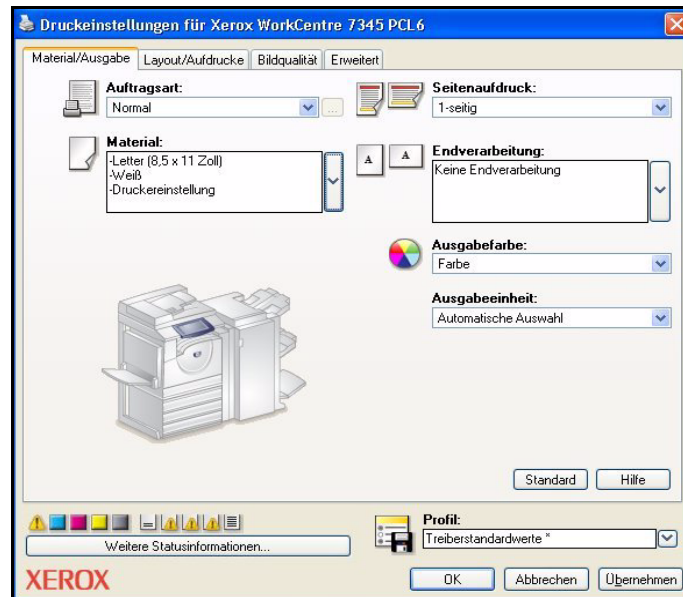 Druckeinstellungen für Xerox WorkCentre 7345 PCL6
Material/Ausgabe
Layout/Aufdrucke
Bildqualität
Erweitert
Auftragsart:
Normal
...
Material:
-Letter (8,5 x 11 Zoll)
-Weiß
-Druckereinstellung
Seitenaufdruck:
1-seitig
A
A
Endverarbeitung:
Keine Endverarbeitung
Ausgabefarbe:
Farbe
Ausgabeeinheit:
Automatische Auswahl
Standard
Hilfe
Weitere Statusinformationen...
Profil:
Treiberstandardwerte *
XEROX
OK
Abbrechen
Übernehmen